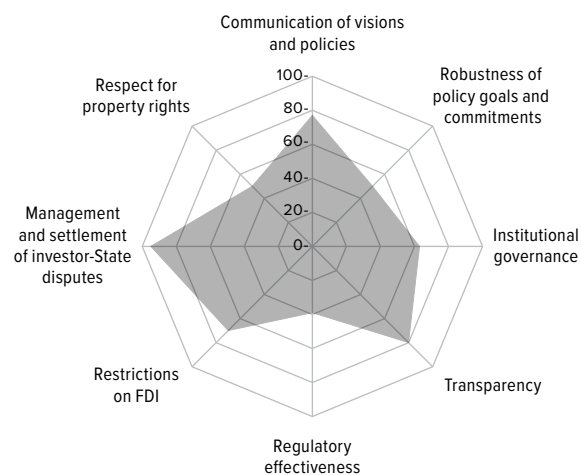 Communication of visions
and policies
Respect for
property rights
Robustness of
policy goals and
commitments
100-
80-
60-
40-
20-
0-
Management
and settlement
of investor-State
disputes
Institutional
governance
Restrictions
on FDI
Transparency
Regulatory
effectiveness